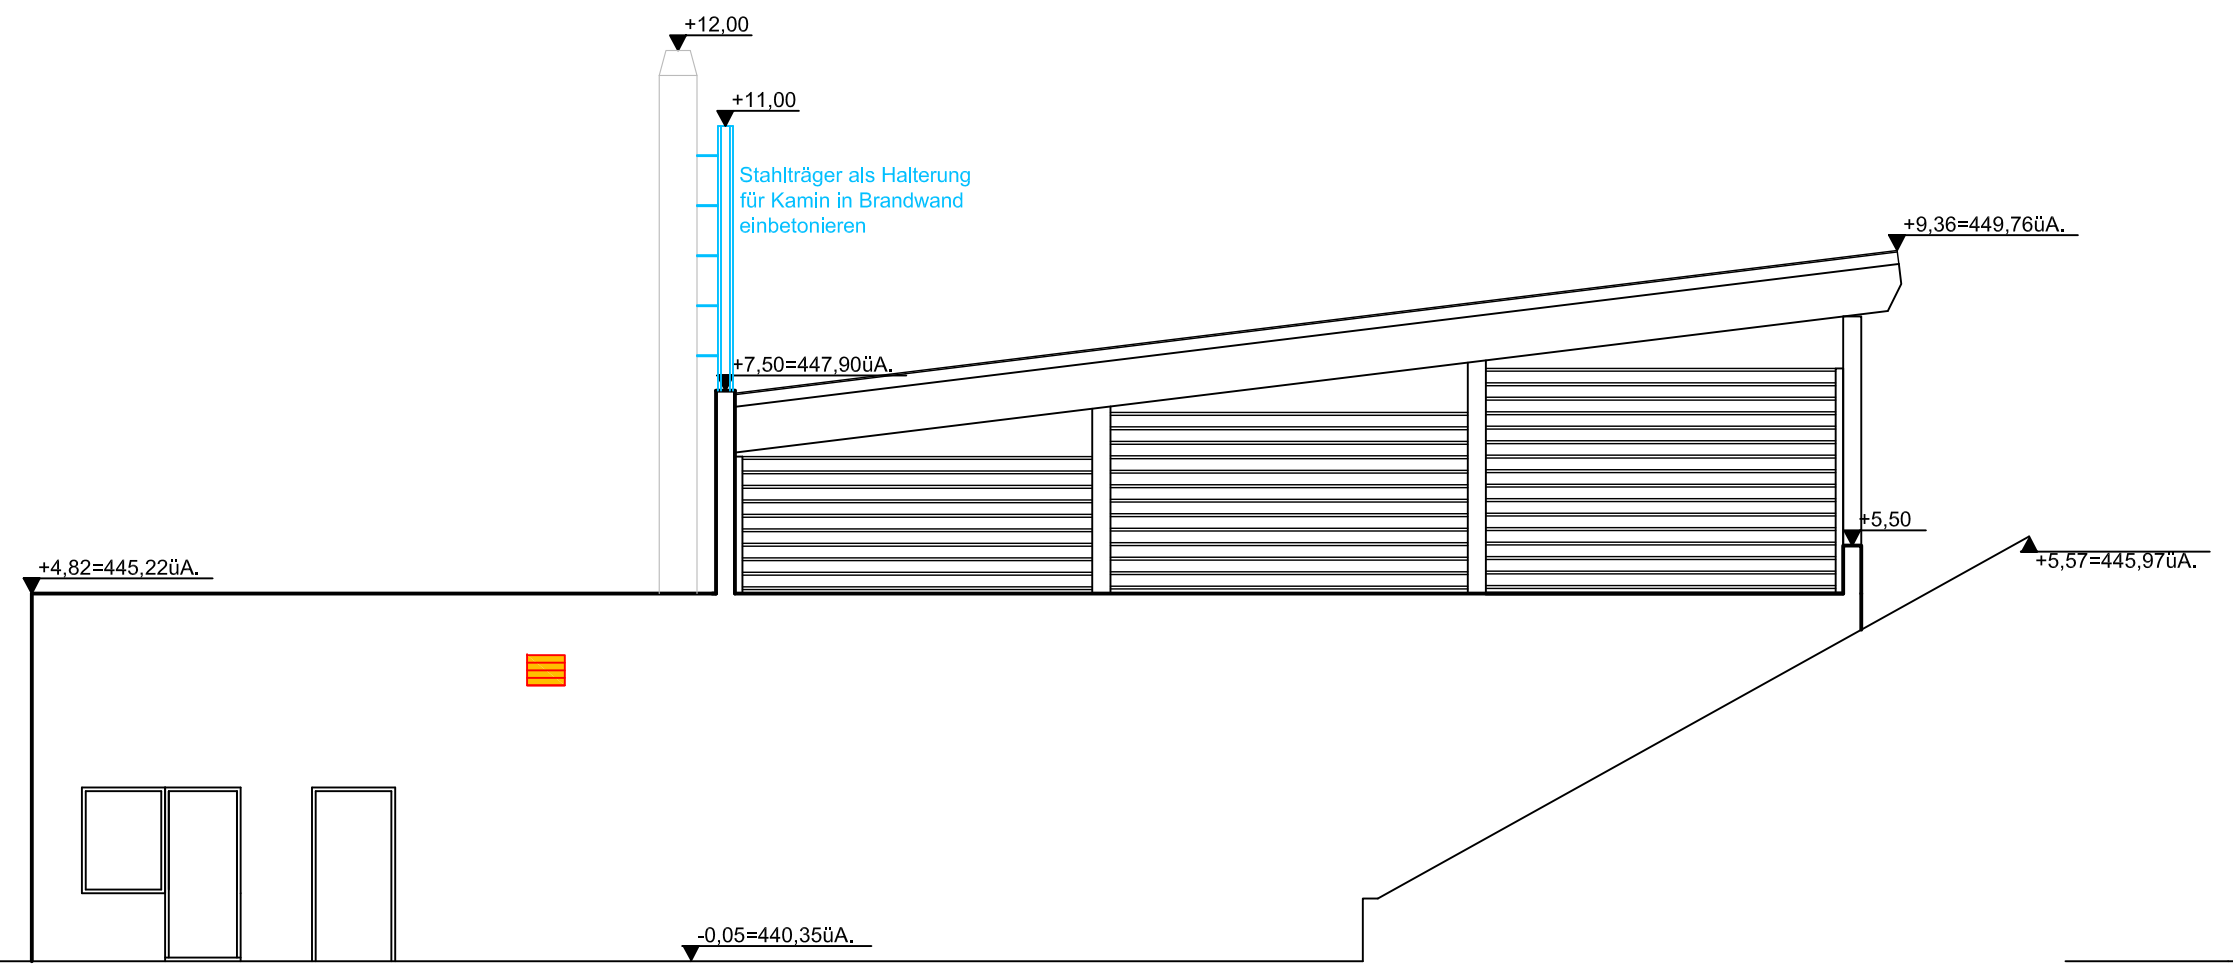 +12,00
+11,00
Stahlträger als Halterung
für Kamin in Brandwand
einbetonieren
+9,36=449,76üA.
+7,50=447,90üA.
+5,50
+5,57=445,97üA.
+4,82=445,22üA.
-0,05=440,35üA.